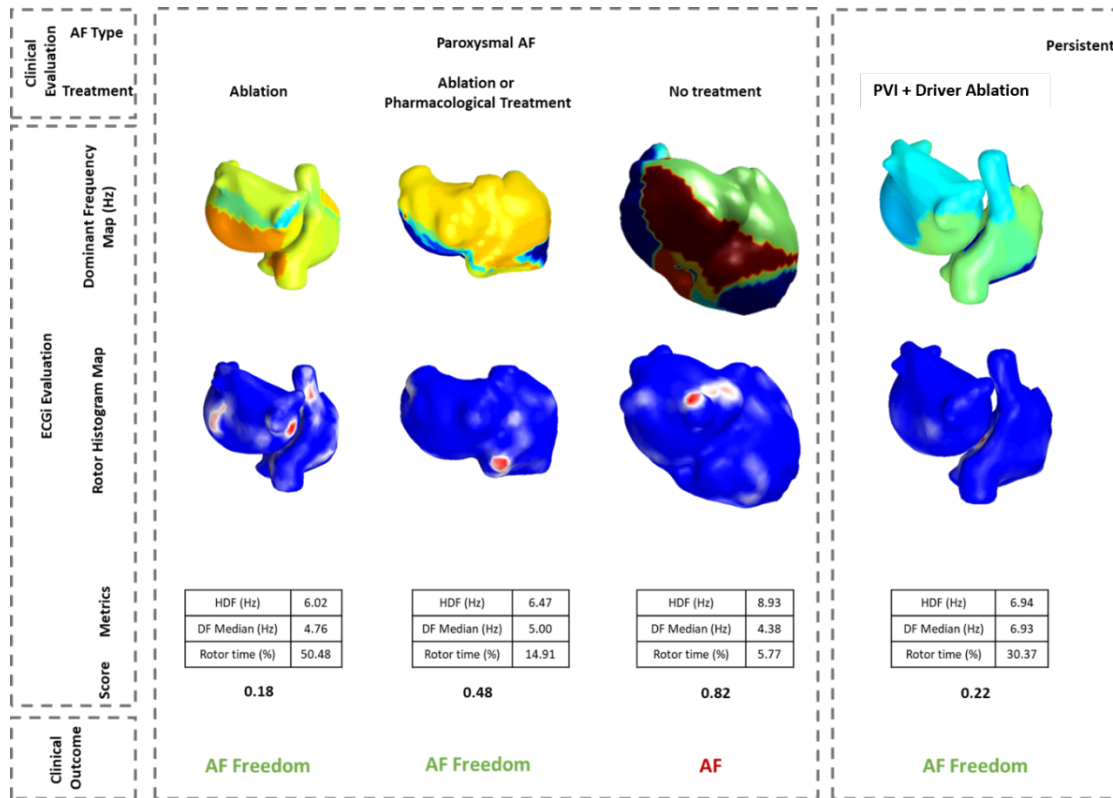 Clinical
Evaluation
AF Type
Treatment
Paroxysmal AF
Persistent
Ablation
Ablation or
Pharmacological Treatment
No treatment
PVI + Driver Ablation
ECGi Evaluation
Dominant Frequency
Map (Hz)
Rotor Histogram Map
Metrics
HDF (Hz) 6.02
DF Median (Hz) 4.76
Rotor time (%) 50.48
HDF (Hz) 6.47
DF Median (Hz) 5.00
Rotor time (%) 14.91
HDF (Hz) 8.93
DF Median (Hz) 4.38
Rotor time (%) 5.77
HDF (Hz) 6.94
DF Median (Hz) 6.93
Rotor time (%) 30.37
Score
0.18
0.48
0.82
0.22
Clinical
Outcome
AF Freedom
AF Freedom
AF
AF Freedom